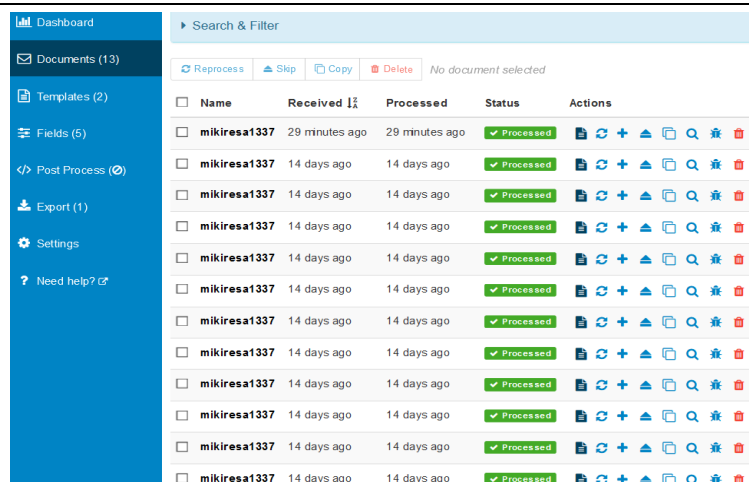 Dashboard
Documents (13)
Templates (2)
Fields (5)
Post Process ( )
Export (1)
Settings
? Need help?
Search & Filter
Reprocess Skip Copy Delete No document selected
Name Received Processed Status Actions
mikiresa1337 29 minutes ago 29 minutes ago Processed
mikiresa1337 14 days ago 14 days ago Processed
mikiresa1337 14 days ago 14 days ago Processed
mikiresa1337 14 days ago 14 days ago Processed
mikiresa1337 14 days ago 14 days ago Processed
mikiresa1337 14 days ago 14 days ago Processed
mikiresa1337 14 days ago 14 days ago Processed
mikiresa1337 14 days ago 14 days ago Processed
mikiresa1337 14 days ago 14 days ago Processed
mikiresa1337 14 days ago 14 days ago Processed
mikiresa1337 14 days ago 14 days ago Processed
mikiresa1337 14 days ago 14 days ago Processed